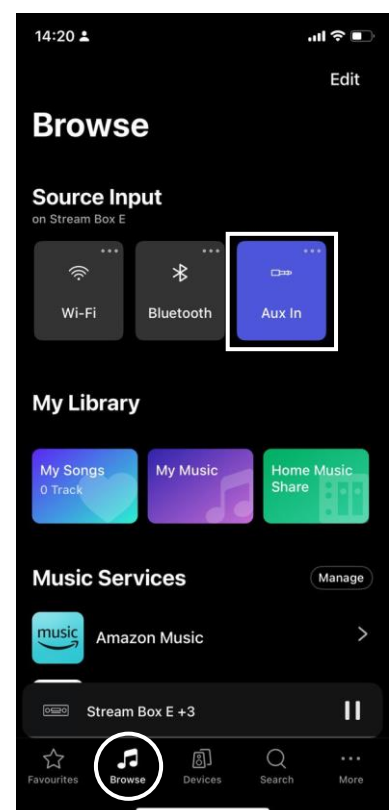 14:20
Edit
Browse
Source Input
on Stream Box E
Wi-Fi
Bluetooth
Aux In
My Library
My Songs
0 Track
My Music
Home Music
Share
Music Services
Manage
music
Amazon Music
Stream Box E +3
Favourites
Browse
Devices
Search
More